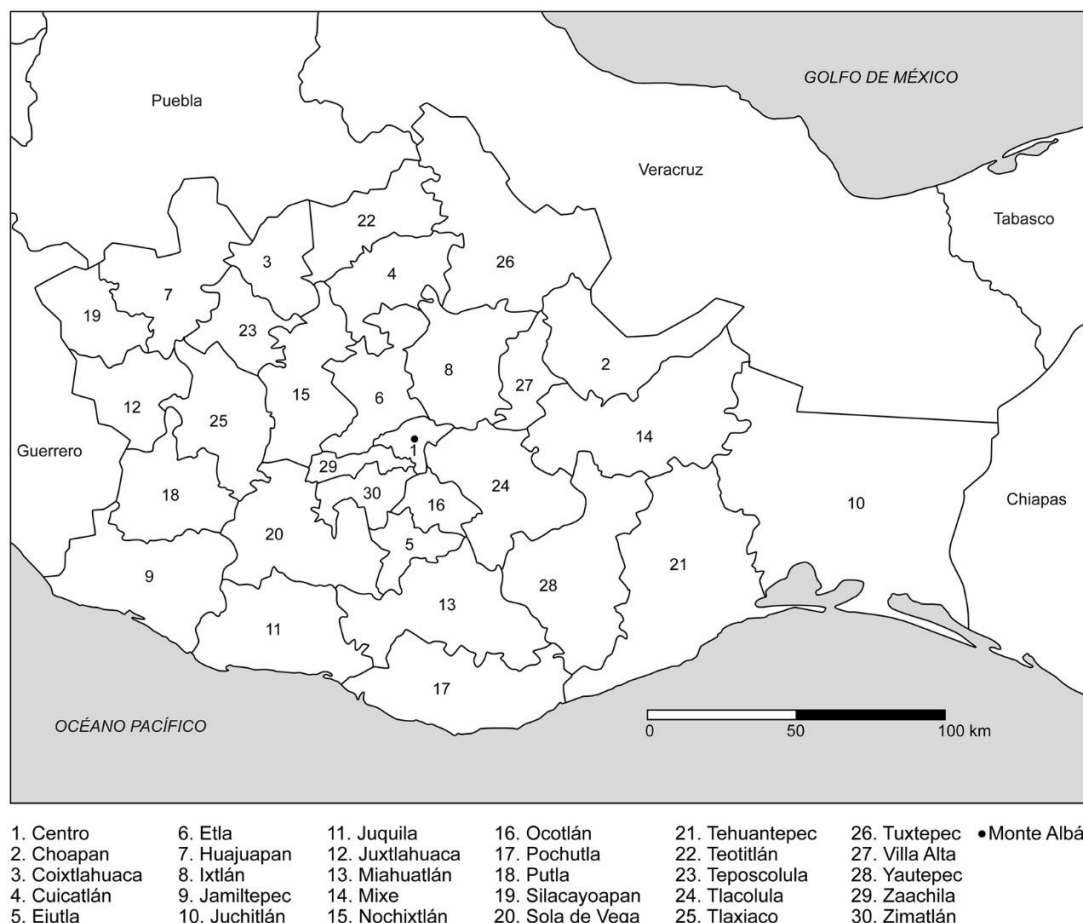 GOLFO DE MÉXICO
Puebla
Veracruz
Tabasco
22
3
4
26
7
19
23
8
2
27
15
6
12
25
14
1
Guerrero
29
24
30
18
16
10
Chiapas
20
5
21
9
28
13
11
17
OCÉANO PACÍFICO
0 50 100 km
1. Centro 6. Etla 11. Juquila 16. Ocotlán 21. Tehuantepec 26. Tuxtepec •Monte Albá
2. Choapan 7. Huajuapan 12. Juxtlahuaca 17. Pochutla 22. Teotitlán 27. Villa Alta
3. Coixtlahuaca 8. Ixtlán 13. Miahuatlán 18. Putla 23. Teposcolula 28. Yautepec
4. Cuicatlán 9. Jamiltepec 14. Mixe 19. Silacayoapan 24. Tlacolula 29. Zaachila
5. Ejutla 10. Juchitlán 15. Nochixtlán 20. Sola de Vega 25. Tlaxiaco 30. Zimatlán